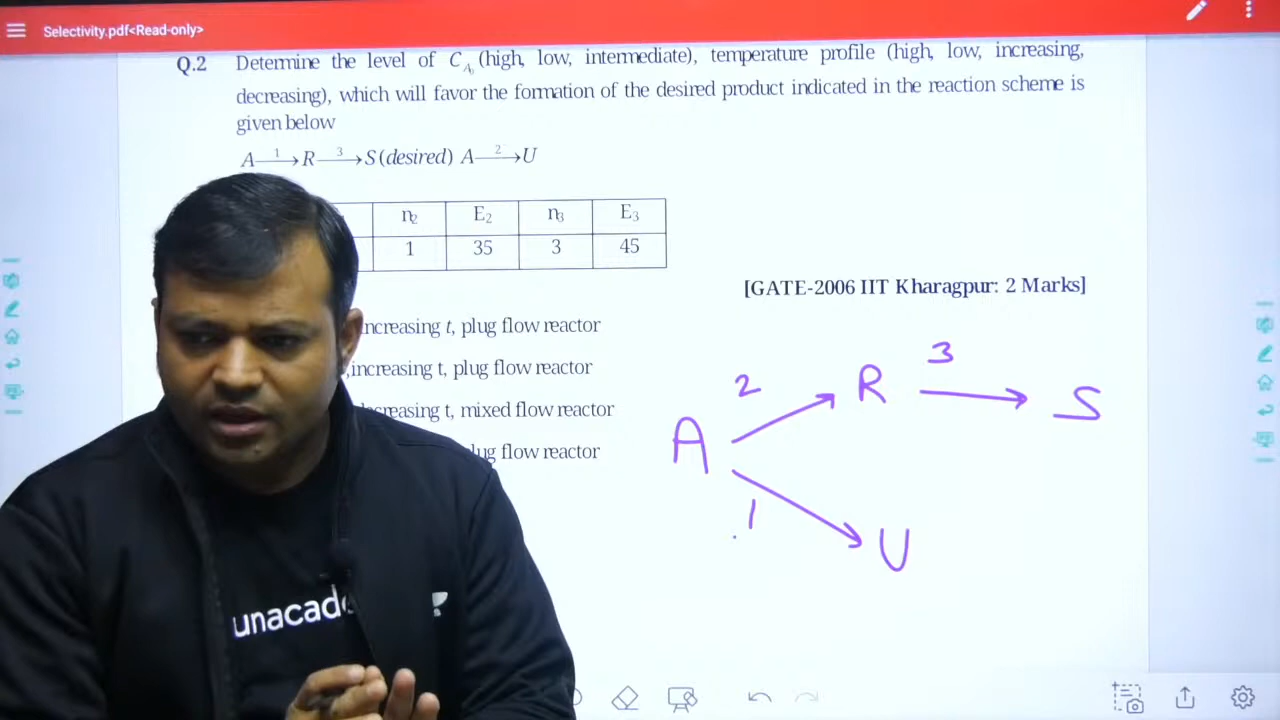 Selectivity.pdf<Read-only>
Q.2 Determine the level of C_A₀ (high, low, intermediate), temperature profile (high, low, increasing,
decreasing), which will favor the formation of the desired product indicated in the reaction scheme is
given below
A —1→ R —3→ S(desired) A —2→ U
n₂ E₂ n₃ E₃
1 35 3 45
[GATE-2006 IIT Kharagpur: 2 Marks]
increasing t, plug flow reactor
,increasing t, plug flow reactor
decreasing t, mixed flow reactor
plug flow reactor
3
2 R → S
A
1
U
unacade